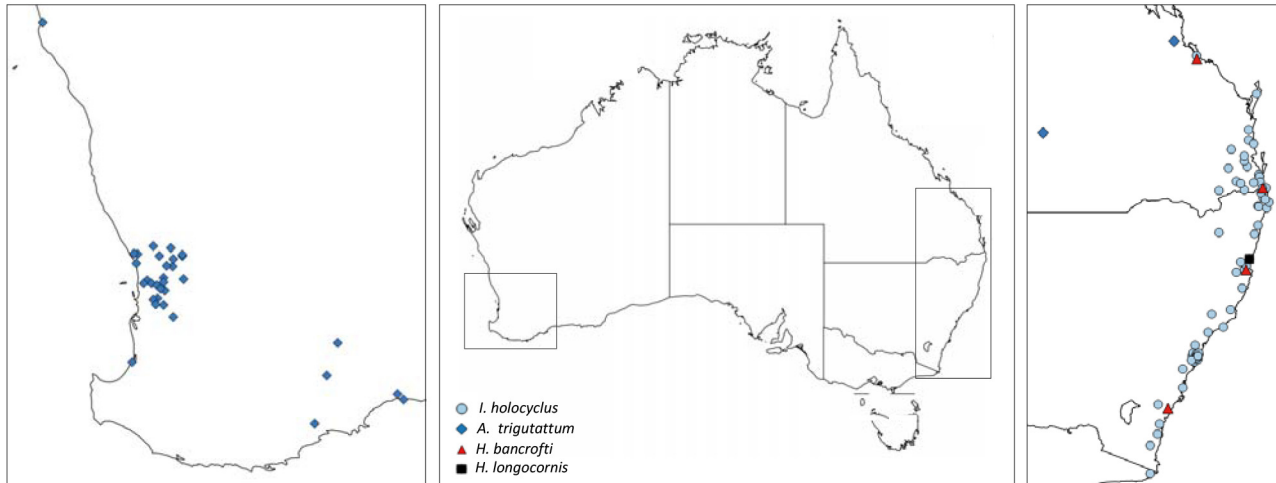 I. holocyclus
A. trigutattum
H. bancrofti
H. longocornis